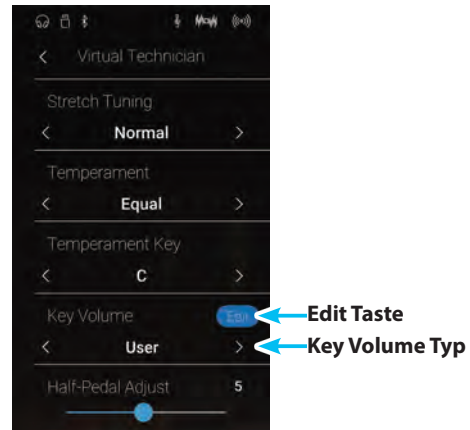 Virtual Technician
Stretch Tuning
Normal
Temperament
Equal
Temperament Key
C
Key Volume Edit
Edit Taste
User
Key Volume Typ
Half-Pedal Adjust 5